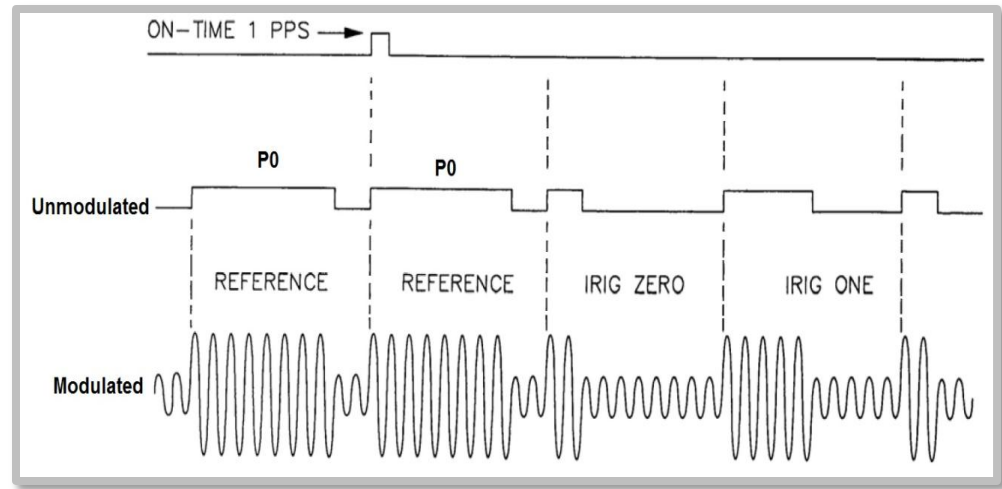 ON-TIME 1 PPS
P0
P0
Unmodulated
REFERENCE
REFERENCE
IRIG ZERO
IRIG ONE
Modulated